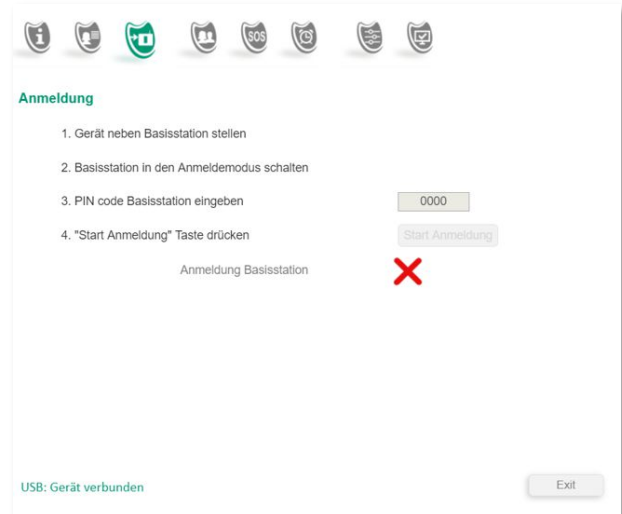 i
SOS
Anmeldung
1. Gerät neben Basisstation stellen
2. Basisstation in den Anmeldemodus schalten
3. PIN code Basisstation eingeben
0000
4. "Start Anmeldung" Taste drücken
Start Anmeldung
Anmeldung Basisstation
USB: Gerät verbunden
Exit